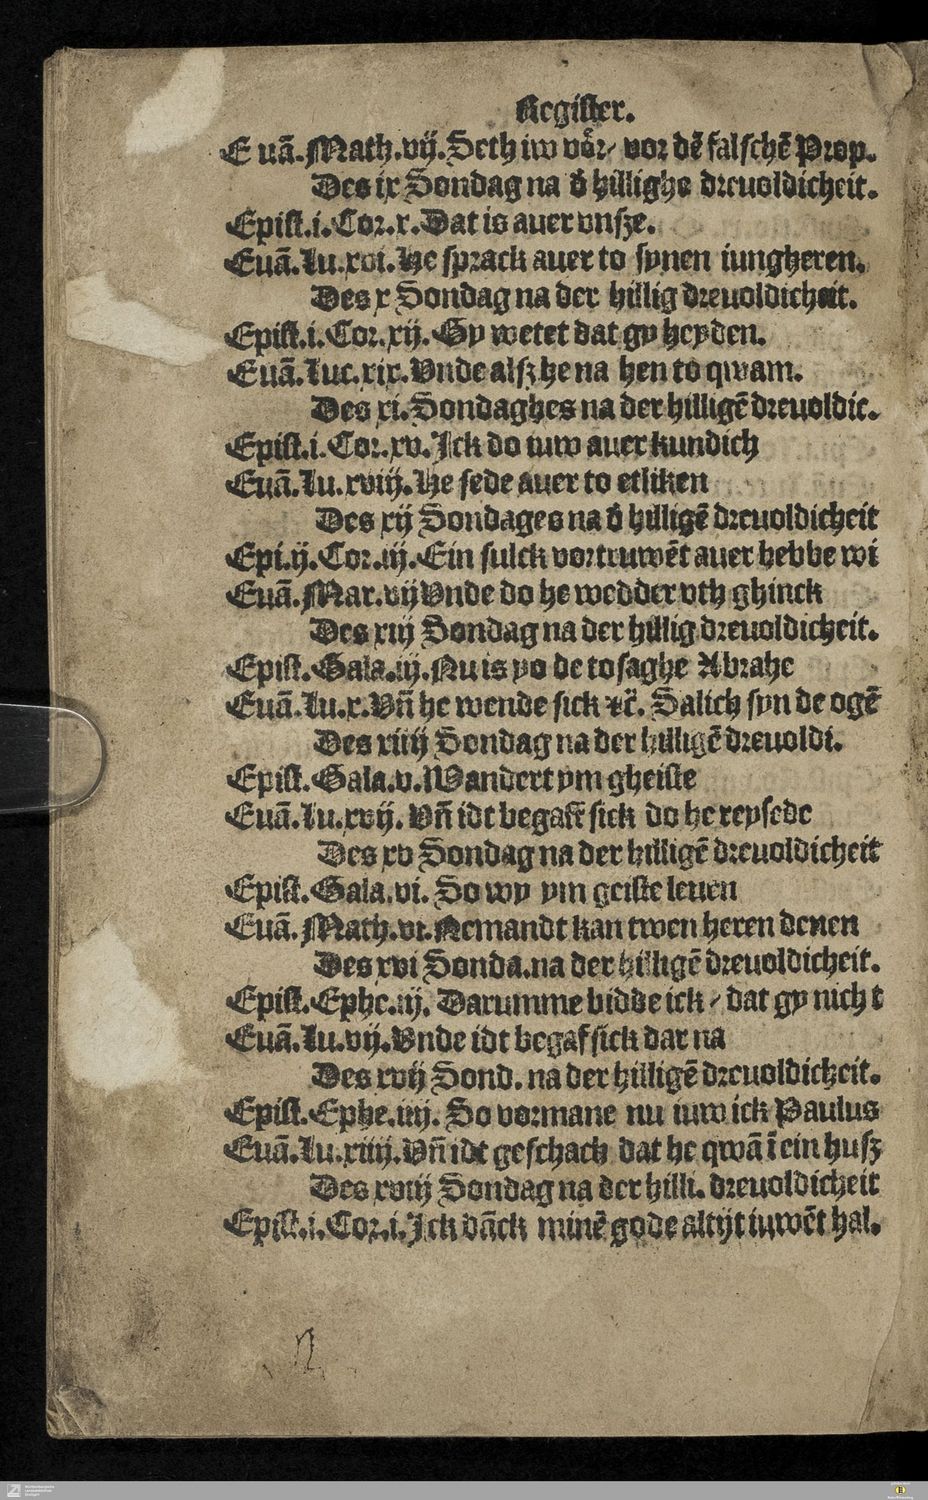 Register.
Euā. Math. vij. Seth iw vör/ vor dē falschē Prop.
Des ix Sondag na d̕ hillighe dreuoldicheit.
Epist. i. Cor. x. Dat is auer vnsze.
Euā. Lu. xvi. He sprack auer to synen iungheren.
Des x Sondag na der hillig dreuoldicheit.
Epist. i. Cor. xij. Gy wetet dat gy heyden.
Euā. Luc. xix. Vnde alsz he na hen to qwam.
Des xi. Sondaghes na der hilligē dreuoldic.
Epist. i. Cor. xv. Ick do iuw auer kundich
Euā. Lu. xviij. He sede auer to etliken
Des xij Sondages na d̕ hilligē dreuoldicheit
Epi. ij. Cor. iij. Ein sulck vortruwēt auer hebbe wi
Euā. Mar. vij Vnde do he wedder vth ghinck
Des xiij Sondag na der hillig dreuoldicheit.
Epist. Gala. iij. Nu is yo de tosaghe Abrahe
Euā. Lu. x. Vn̄ he wende sick ⁊c̄. Salich syn de ogē
Des xiiij Sondag na der hilligē dreuoldi.
Epist. Gala. v. Wandert ym gheiste
Euā. Lu. xvij. Vn̄ idt begaff sick do he reysede
Des xv Sondag na der hilligē dreuoldicheit
Epist. Gala. vi. So wy ym geiste leuen
Euā. Math. vi. Nemandt kan twen heren denen
Des xvi Sonda. na der hilligē dreuoldicheit.
Epist. Ephe. iij. Darumme bidde ick/ dat gy nicht
Euā. Lu. vij. Vnde idt begaf sick dar na
Des xvij Sond. na der hilligē dreuoldicheit.
Epist. Ephe. iiij. So vormane nu iuw ick Paulus
Euā. Lu. xiiij. Vn̄ idt geschach dat he qwā ī ein husz
Des xviij Sondag na der hilli. dreuoldicheit
Epist. i. Cor. i. Ick dāck minē gode altijt iuwēt hal.